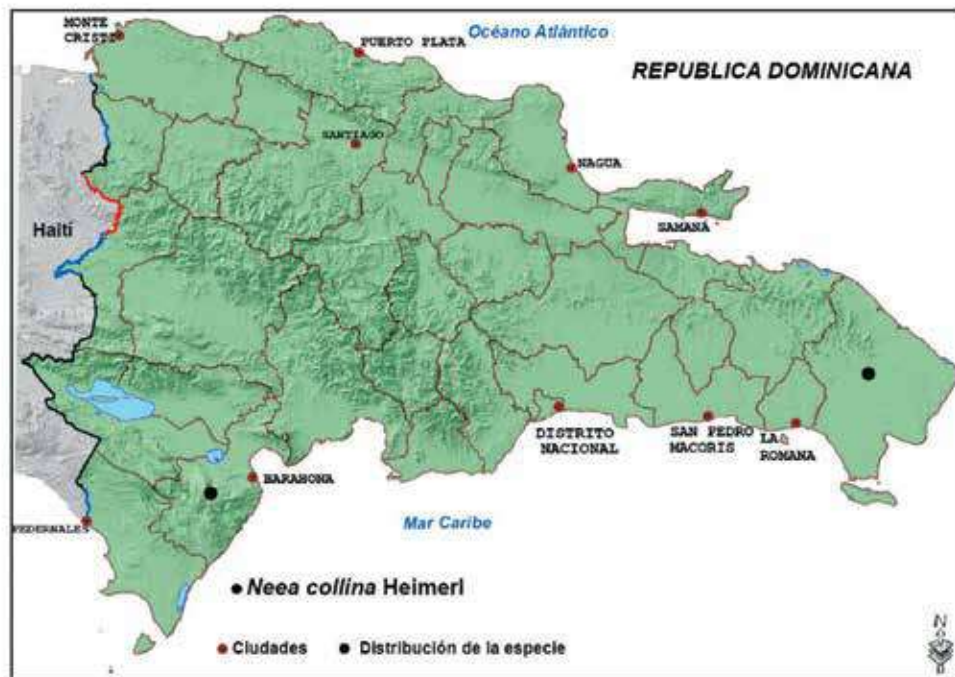 MONTE
CRISTI
PUERTO PLATA
Océano Atlántico
REPUBLICA DOMINICANA
SANTIAGO
NAGUA
SAMANÁ
Haití
DISTRITO
NACIONAL
SAN PEDRO
MACORIS
LA
ROMANA
BARAHONA
Mar Caribe
PEDERNALES
Neea collina Heimerl
Ciudades
Distribución de la especie
N